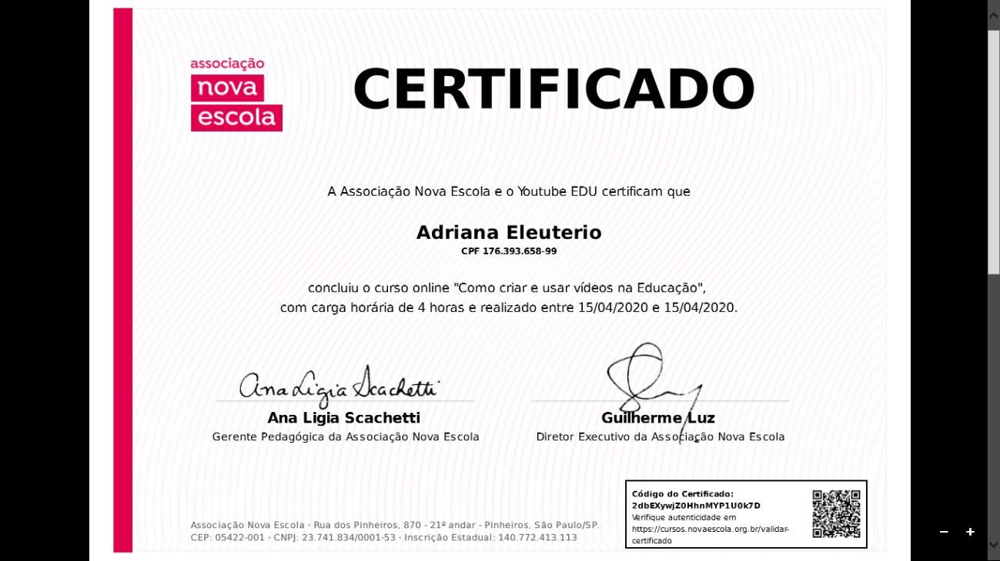 associação
nova
escola
CERTIFICADO
A Associação Nova Escola e o Youtube EDU certificam que
Adriana Eleuterio
CPF 176.393.658-99
concluiu o curso online "Como criar e usar vídeos na Educação",
com carga horária de 4 horas e realizado entre 15/04/2020 e 15/04/2020.
Ana Ligia Scachetti
Ana Ligia Scachetti
Gerente Pedagógica da Associação Nova Escola
Guilherme Luz
Diretor Executivo da Associação Nova Escola
Código do Certificado:
2dbEXywjZ0HhnMYP1U0k7D
Verifique autenticidade em
https://cursos.novaescola.org.br/validar-
certificado
Associação Nova Escola · Rua dos Pinheiros, 870 - 21º andar - Pinheiros, São Paulo/SP.
CEP: 05422-001 · CNPJ: 23.741.834/0001-53 · Inscrição Estadual: 140.772.413.113